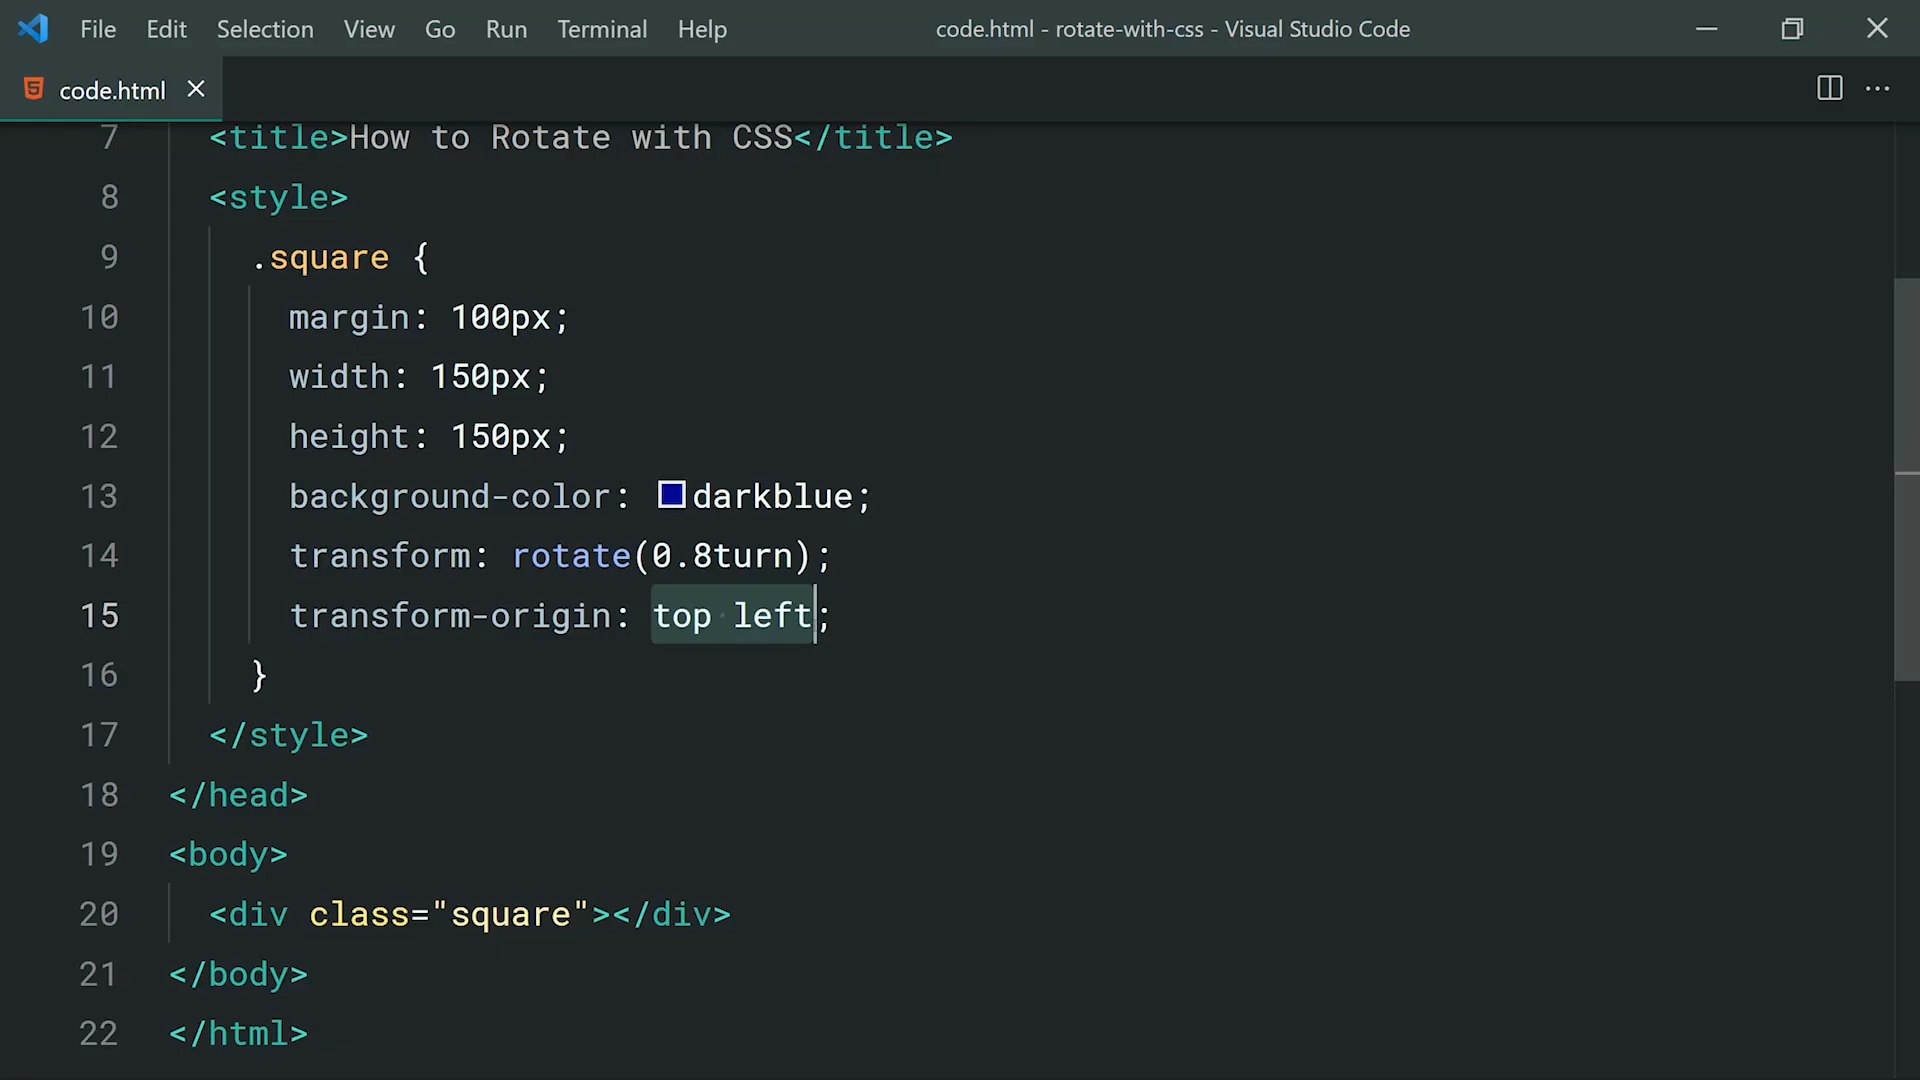 File Edit Selection View Go Run Terminal Help code.html - rotate-with-css - Visual Studio Code
code.html
7 <title>How to Rotate with CSS</title>
8 <style>
9 .square {
10 margin: 100px;
11 width: 150px;
12 height: 150px;
13 background-color: darkblue;
14 transform: rotate(0.8turn);
15 transform-origin: top left;
16 }
17 </style>
18 </head>
19 <body>
20 <div class="square"></div>
21 </body>
22 </html>